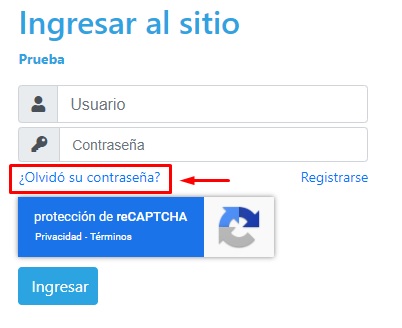 Ingresar al sitio
Prueba
Usuario
Contraseña
¿Olvidó su contraseña? Registrarse
protección de reCAPTCHA
Privacidad - Términos
Ingresar